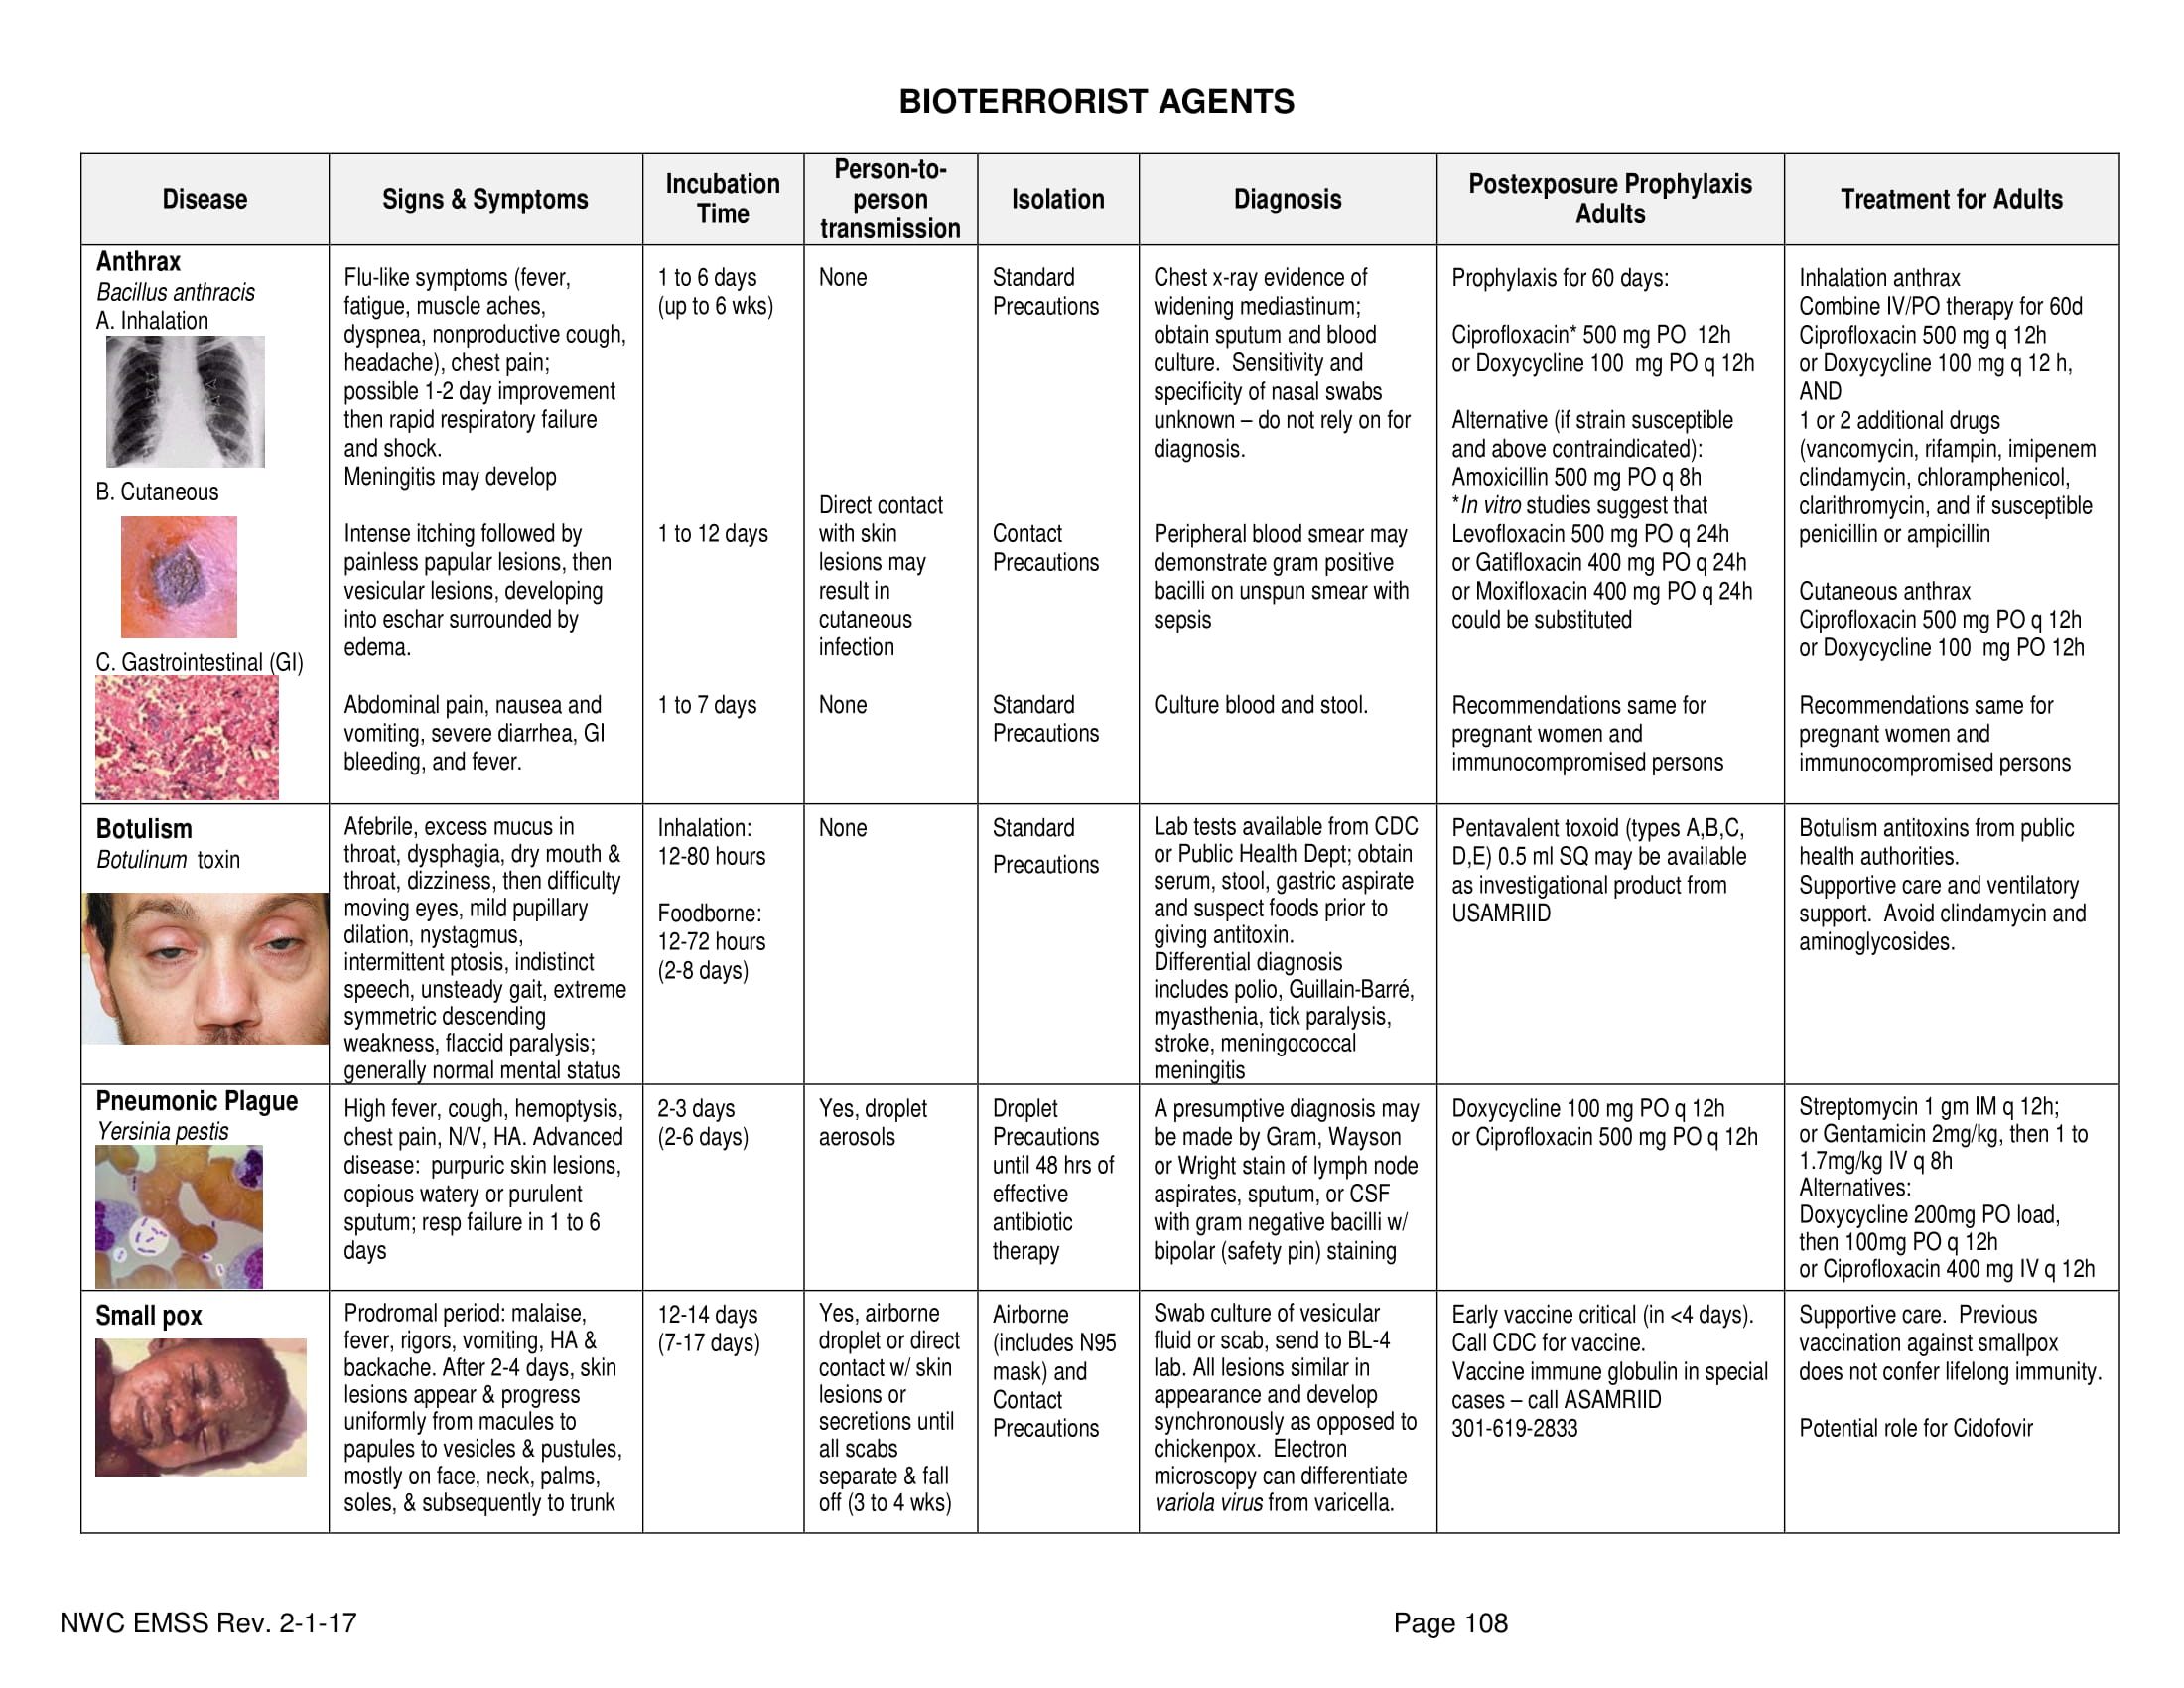 BIOTERRORIST AGENTS
Disease
Signs & Symptoms
Incubation
Time
Person-to-
person
transmission
Isolation
Diagnosis
Postexposure Prophylaxis
Adults
Treatment for Adults
Anthrax
Bacillus anthracis
A. Inhalation
B. Cutaneous
C. Gastrointestinal (GI)
Flu-like symptoms (fever,
fatigue, muscle aches,
dyspnea, nonproductive cough,
headache), chest pain;
possible 1-2 day improvement
then rapid respiratory failure
and shock.
Meningitis may develop
Intense itching followed by
painless papular lesions, then
vesicular lesions, developing
into eschar surrounded by
edema.
Abdominal pain, nausea and
vomiting, severe diarrhea, GI
bleeding, and fever.
1 to 6 days
(up to 6 wks)
1 to 12 days
1 to 7 days
None
Direct contact
with skin
lesions may
result in
cutaneous
infection
None
Standard
Precautions
Contact
Precautions
Standard
Precautions
Chest x-ray evidence of
widening mediastinum;
obtain sputum and blood
culture.  Sensitivity and
specificity of nasal swabs
unknown – do not rely on for
diagnosis.
Peripheral blood smear may
demonstrate gram positive
bacilli on unspun smear with
sepsis
Culture blood and stool.
Prophylaxis for 60 days:
Ciprofloxacin* 500 mg PO  12h
or Doxycycline 100  mg PO q 12h
Alternative (if strain susceptible
and above contraindicated):
Amoxicillin 500 mg PO q 8h
*In vitro studies suggest that
Levofloxacin 500 mg PO q 24h
or Gatifloxacin 400 mg PO q 24h
or Moxifloxacin 400 mg PO q 24h
could be substituted
Recommendations same for
pregnant women and
immunocompromised persons
Inhalation anthrax
Combine IV/PO therapy for 60d
Ciprofloxacin 500 mg q 12h
or Doxycycline 100 mg q 12 h,
AND
1 or 2 additional drugs
(vancomycin, rifampin, imipenem
clindamycin, chloramphenicol,
clarithromycin, and if susceptible
penicillin or ampicillin
Cutaneous anthrax
Ciprofloxacin 500 mg PO q 12h
or Doxycycline 100  mg PO 12h
Recommendations same for
pregnant women and
immunocompromised persons
Botulism
Botulinum  toxin
Afebrile, excess mucus in
throat, dysphagia, dry mouth &
throat, dizziness, then difficulty
moving eyes, mild pupillary
dilation, nystagmus,
intermittent ptosis, indistinct
speech, unsteady gait, extreme
symmetric descending
weakness, flaccid paralysis;
generally normal mental status
Inhalation:
12-80 hours
Foodborne:
12-72 hours
(2-8 days)
None
Standard
Precautions
Lab tests available from CDC
or Public Health Dept; obtain
serum, stool, gastric aspirate
and suspect foods prior to
giving antitoxin.
Differential diagnosis
includes polio, Guillain-Barré,
myasthenia, tick paralysis,
stroke, meningococcal
meningitis
Pentavalent toxoid (types A,B,C,
D,E) 0.5 ml SQ may be available
as investigational product from
USAMRIID
Botulism antitoxins from public
health authorities.
Supportive care and ventilatory
support.  Avoid clindamycin and
aminoglycosides.
Pneumonic Plague
Yersinia pestis
High fever, cough, hemoptysis,
chest pain, N/V, HA. Advanced
disease:  purpuric skin lesions,
copious watery or purulent
sputum; resp failure in 1 to 6
days
2-3 days
(2-6 days)
Yes, droplet
aerosols
Droplet
Precautions
until 48 hrs of
effective
antibiotic
therapy
A presumptive diagnosis may
be made by Gram, Wayson
or Wright stain of lymph node
aspirates, sputum, or CSF
with gram negative bacilli w/
bipolar (safety pin) staining
Doxycycline 100 mg PO q 12h
or Ciprofloxacin 500 mg PO q 12h
Streptomycin 1 gm IM q 12h;
or Gentamicin 2mg/kg, then 1 to
1.7mg/kg IV q 8h
Alternatives:
Doxycycline 200mg PO load,
then 100mg PO q 12h
or Ciprofloxacin 400 mg IV q 12h
Small pox
Prodromal period: malaise,
fever, rigors, vomiting, HA &
backache. After 2-4 days, skin
lesions appear & progress
uniformly from macules to
papules to vesicles & pustules,
mostly on face, neck, palms,
soles, & subsequently to trunk
12-14 days
(7-17 days)
Yes, airborne
droplet or direct
contact w/ skin
lesions or
secretions until
all scabs
separate & fall
off (3 to 4 wks)
Airborne
(includes N95
mask) and
Contact
Precautions
Swab culture of vesicular
fluid or scab, send to BL-4
lab. All lesions similar in
appearance and develop
synchronously as opposed to
chickenpox.  Electron
microscopy can differentiate
variola virus from varicella.
Early vaccine critical (in <4 days).
Call CDC for vaccine.
Vaccine immune globulin in special
cases – call ASAMRIID
301-619-2833
Supportive care.  Previous
vaccination against smallpox
does not confer lifelong immunity.
Potential role for Cidofovir
NWC EMSS Rev. 2-1-17
Page 108